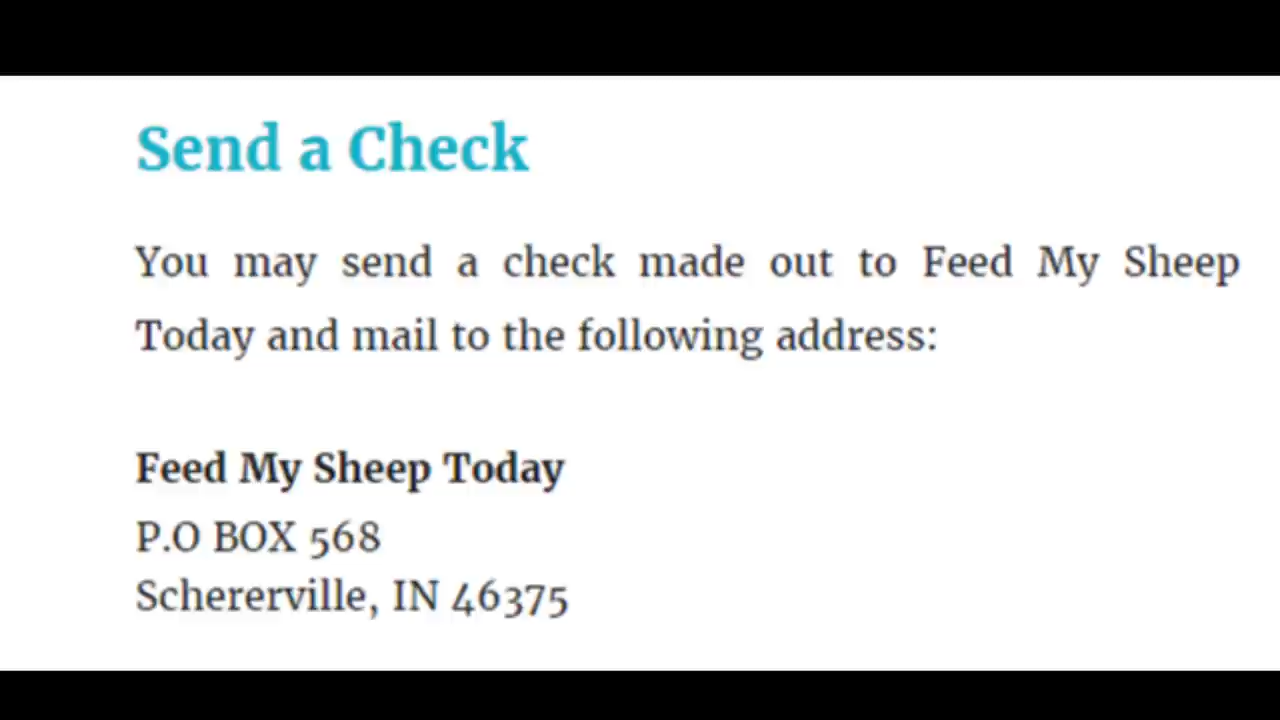 Send a Check
You may send a check made out to Feed My Sheep
Today and mail to the following address:
Feed My Sheep Today
P.O BOX 568
Schererville, IN 46375